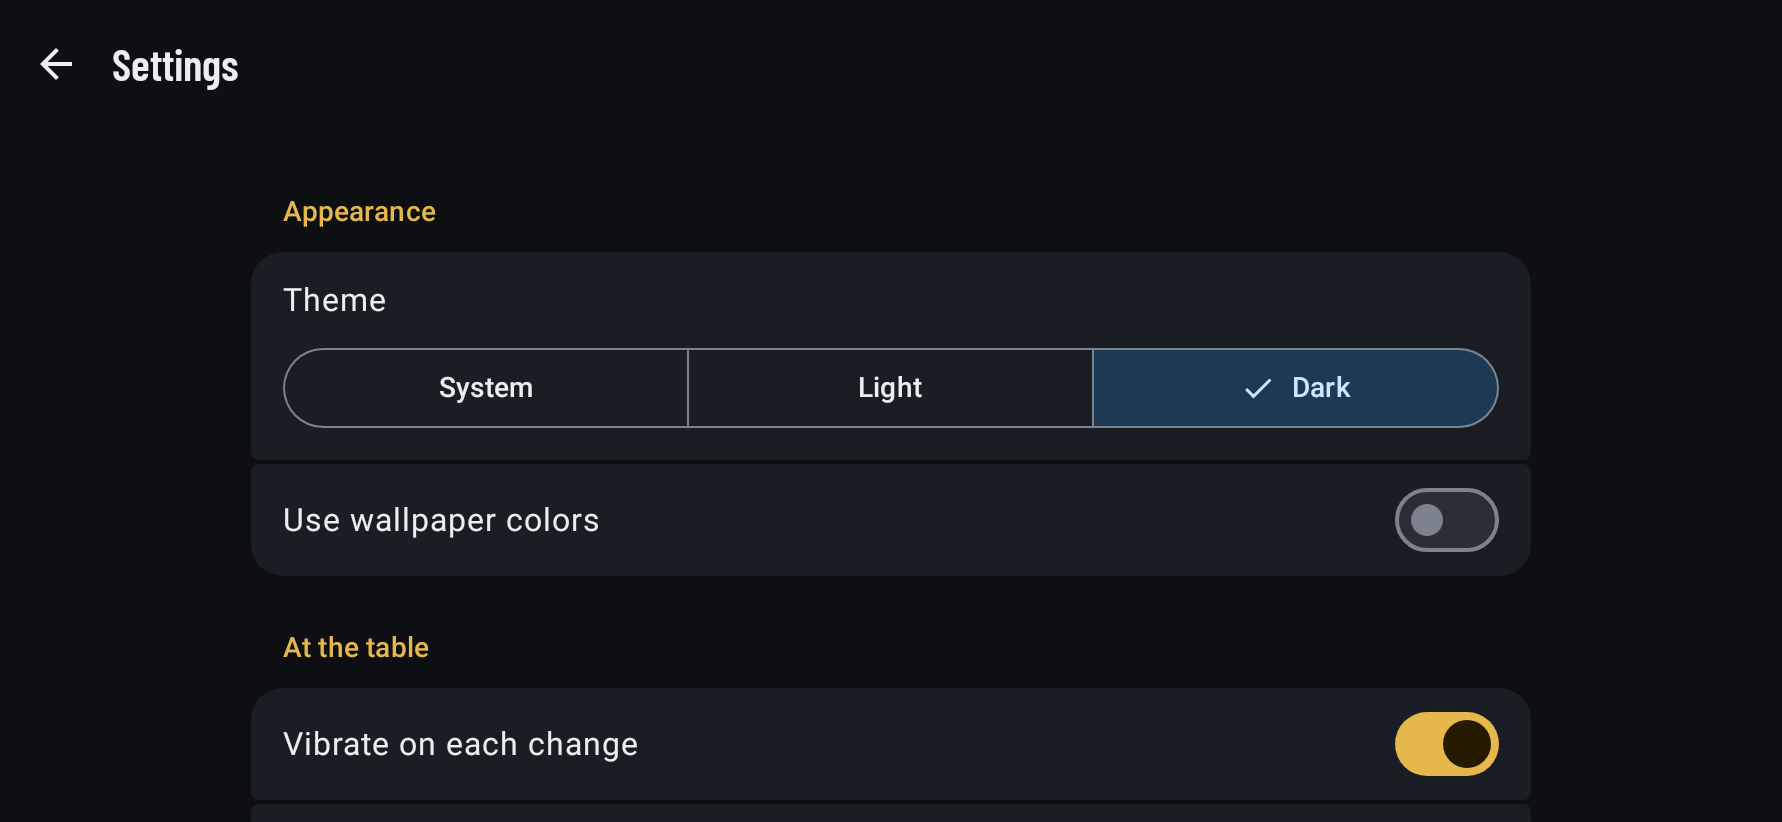 Settings
Appearance
Theme
System
Light
Dark
Use wallpaper colors
At the table
Vibrate on each change